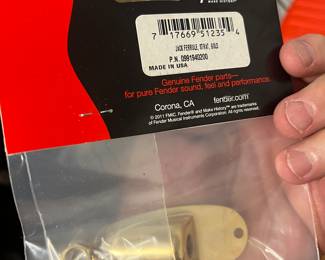 7 17669 51235 4
JACK FERRULE, STRAT, GOLD
P.N. 0991940200
MADE IN USA
Genuine Fender parts—
for pure Fender sound, feel and performance.
Corona, CA fender.com
© 2011 FMIC. Fender® and Make History™ are trademarks
of Fender Musical Instruments Corporation. All rights reserved.